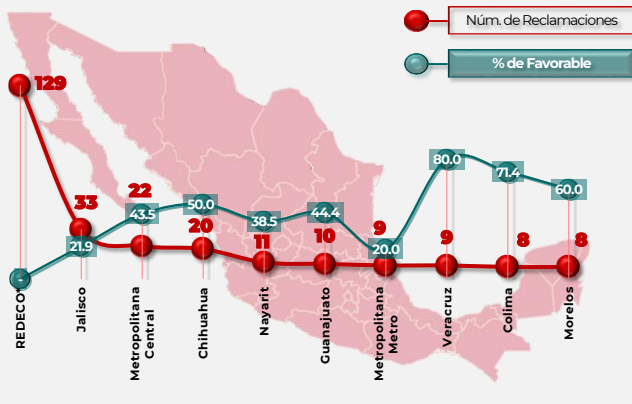 Núm. de Reclamaciones
% de Favorable
129
33
22
20
11
10
9
9
8
8
-
21.9
43.5
50.0
38.5
44.4
20.0
80.0
71.4
60.0
REDECO*
Jalisco
Metropolitana
Central
Chihuahua
Nayarit
Guanajuato
Metropolitana
Metro
Veracruz
Colima
Morelos